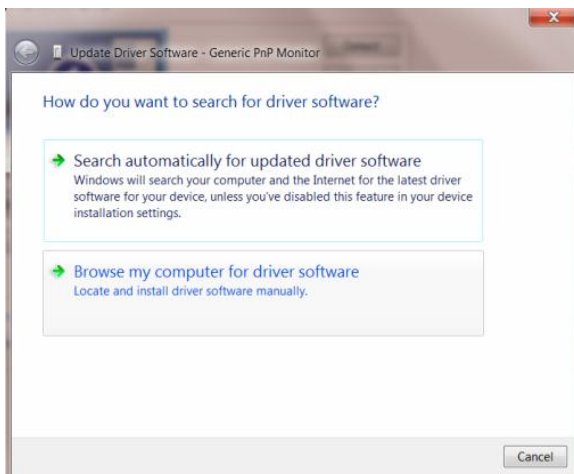 Update Driver Software - Generic PnP Monitor
How do you want to search for driver software?
Search automatically for updated driver software
Windows will search your computer and the Internet for the latest driver
software for your device, unless you've disabled this feature in your device
installation settings.
Browse my computer for driver software
Locate and install driver software manually.
Cancel